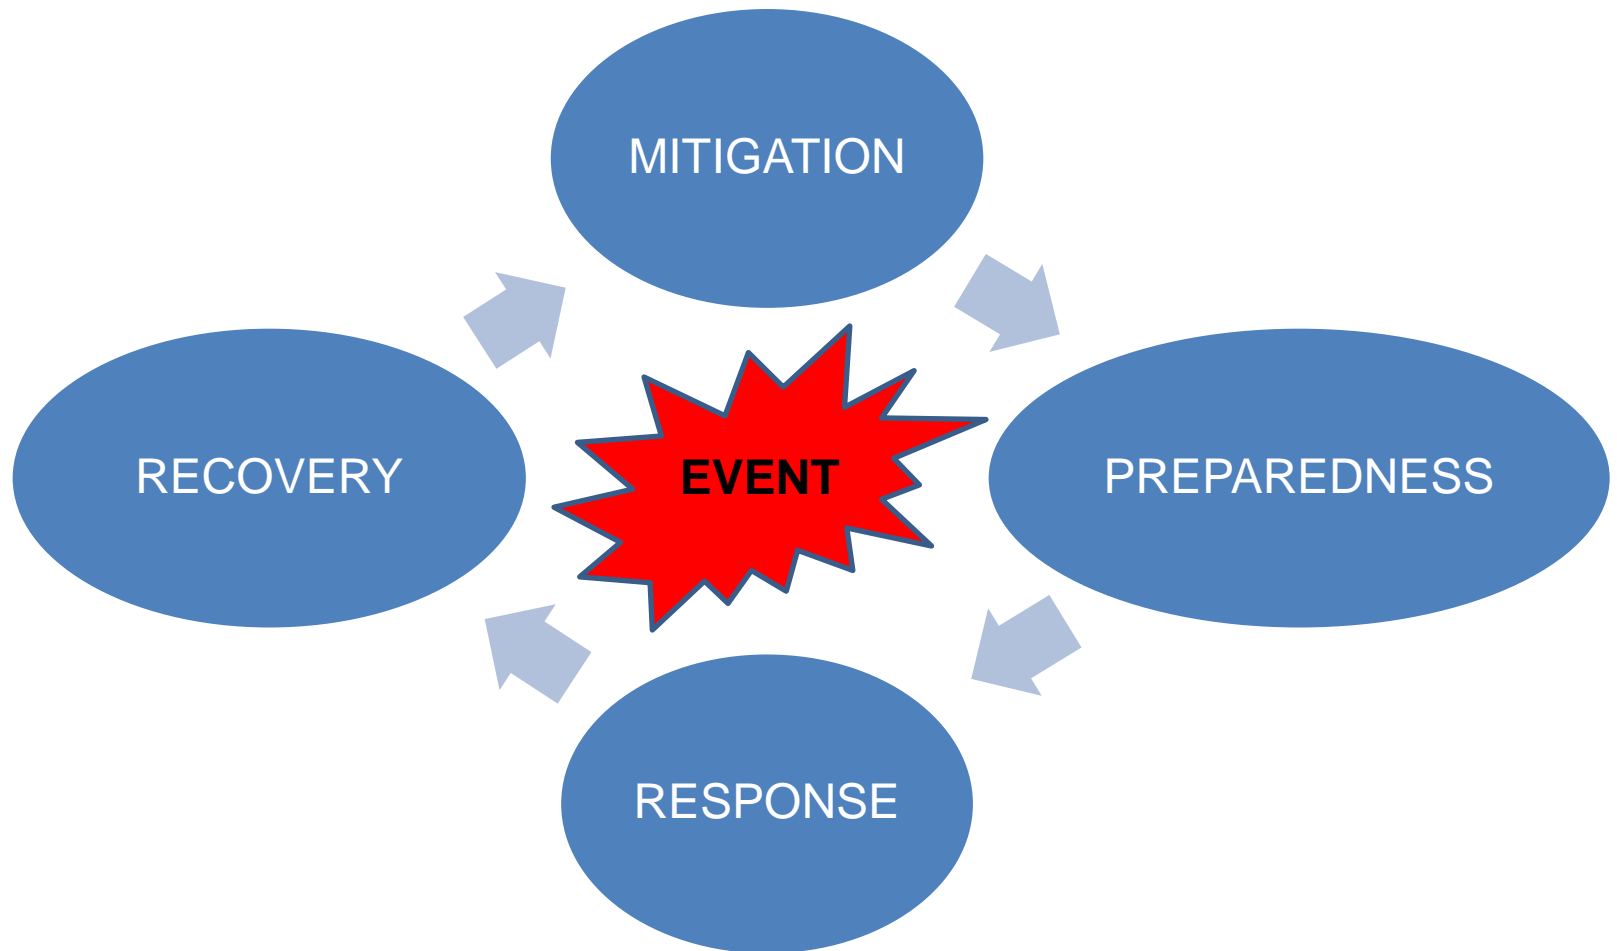 MITIGATION
RECOVERY
EVENT
PREPAREDNESS
RESPONSE